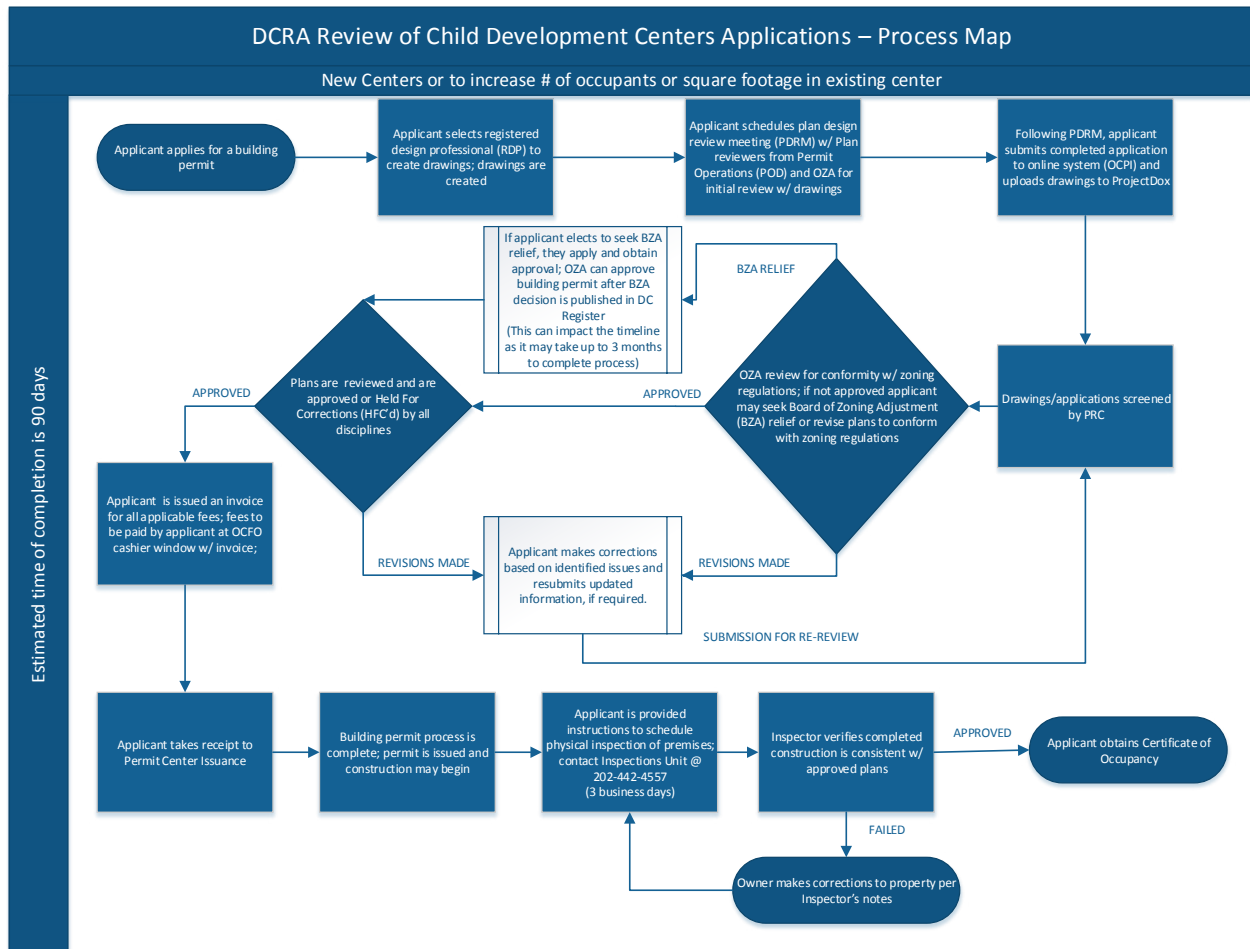 DCRA Review of Child Development Centers Applications – Process Map
New Centers or to increase # of occupants or square footage in existing center
Estimated time of completion is 90 days
Applicant applies for a building
permit
Applicant selects registered
design professional (RDP) to
create drawings; drawings are
created
Applicant schedules plan design
review meeting (PDRM) w/ Plan
reviewers from Permit
Operations (POD) and OZA for
initial review w/ drawings
Following PDRM, applicant
submits completed application
to online system (OCPI) and
uploads drawings to ProjectDox
If applicant elects to seek BZA
relief, they apply and obtain
approval; OZA can approve
building permit after BZA
decision is published in DC
Register
(This can impact the timeline
as it may take up to 3 months
to complete process)
BZA RELIEF
Plans are reviewed and are
approved or Held For
Corrections (HFC'd) by all
disciplines
APPROVED
APPROVED
OZA review for conformity w/ zoning
regulations; if not approved applicant
may seek Board of Zoning Adjustment
(BZA) relief or revise plans to conform
with zoning regulations
Drawings/applications screened
by PRC
Applicant is issued an invoice
for all applicable fees; fees to
be paid by applicant at OCFO
cashier window w/ invoice;
REVISIONS MADE
Applicant makes corrections
based on identified issues and
resubmits updated
information, if required.
REVISIONS MADE
SUBMISSION FOR RE-REVIEW
Applicant takes receipt to
Permit Center Issuance
Building permit process is
complete; permit is issued and
construction may begin
Applicant is provided
instructions to schedule
physical inspection of premises;
contact Inspections Unit @
202-442-4557
(3 business days)
Inspector verifies completed
construction is consistent w/
approved plans
APPROVED
Applicant obtains Certificate of
Occupancy
FAILED
Owner makes corrections to property per
Inspector's notes